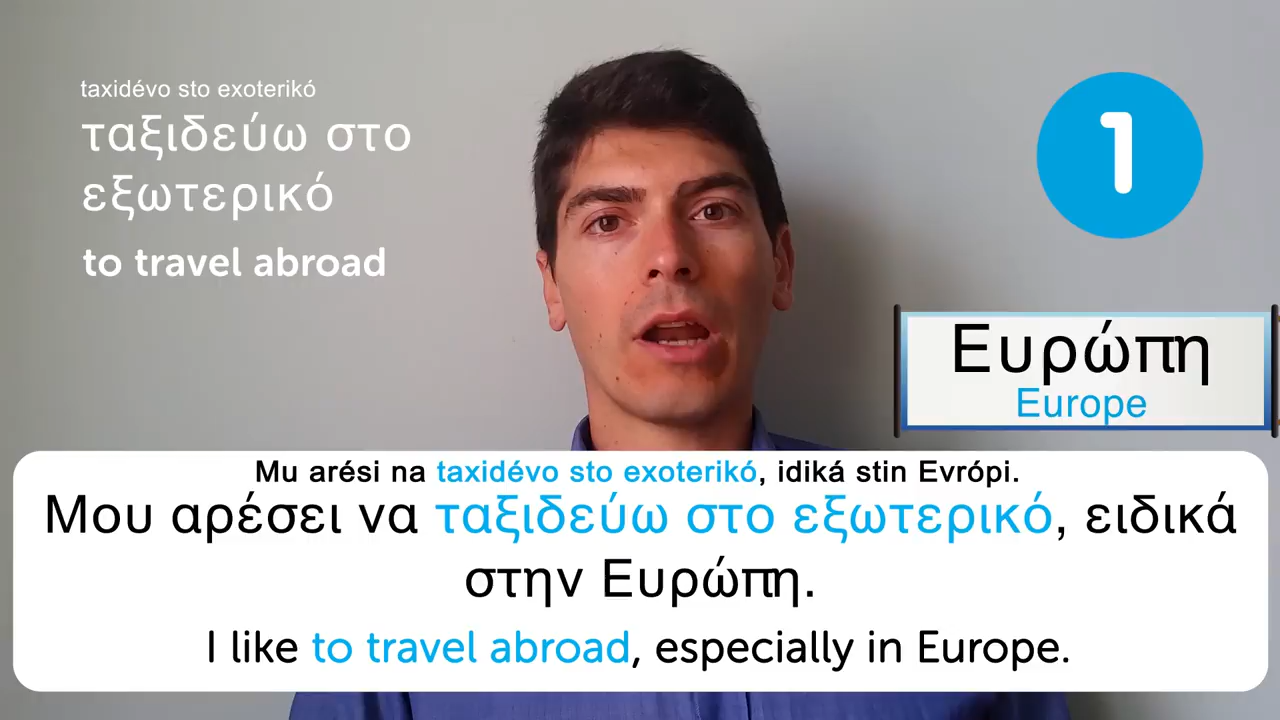 taxidévo sto exoterikó
ταξιδεύω στο
εξωτερικό
to travel abroad
1
Ευρώπη
Europe
Mu arési na taxidévo sto exoterikó, idiká stin Evrópi.
Μου αρέσει να ταξιδεύω στο εξωτερικό, ειδικά
στην Ευρώπη.
I like to travel abroad, especially in Europe.